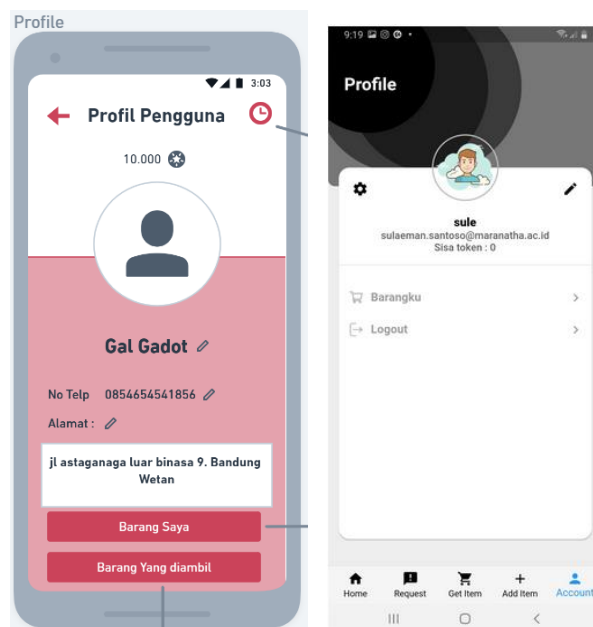 Profile
3:03
Profil Pengguna
10.000
Gal Gadot
No Telp 0854654541856
Alamat :
jl astaganaga luar binasa 9. Bandung
Wetan
Barang Saya
Barang Yang diambil
9:19
Profile
sule
sulaeman.santoso@maranatha.ac.id
Sisa token : 0
Barangku
Logout
Home Request Get Item Add Item Account